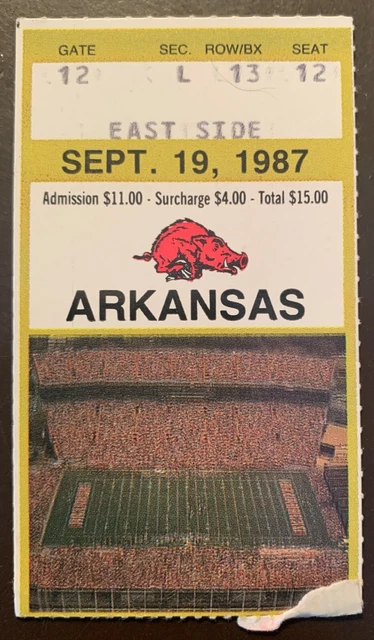 GATE SEC. ROW/BX SEAT
12 L 13 12
EAST SIDE
SEPT. 19, 1987
Admission $11.00 - Surcharge $4.00 - Total $15.00
ARKANSAS